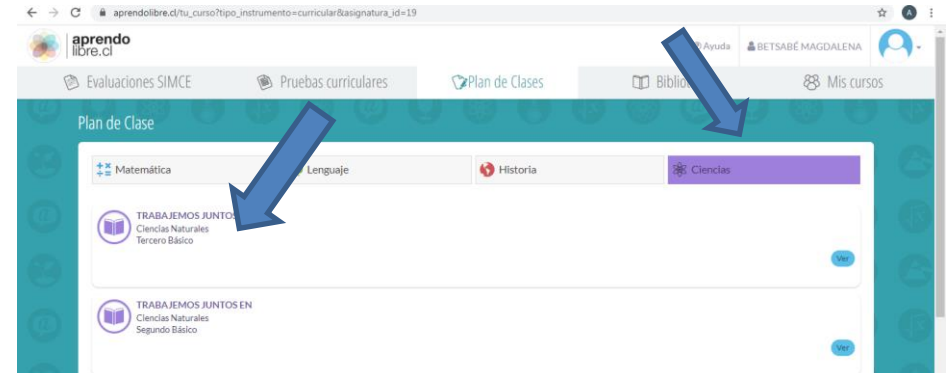 aprendolibre.cl/tu_curso?tipo_instrumento=curricular&asignatura_id=19
A
aprendo
libre.cl
Ayuda BETSABÉ MAGDALENA
Evaluaciones SIMCE Pruebas curriculares Plan de Clases Mis cursos
Plan de Clase
Matemática Lenguaje Historia Ciencias
TRABAJEMOS JUNTOS
Ciencias Naturales
Tercero Básico
Ver
TRABAJEMOS JUNTOS EN
Ciencias Naturales
Segundo Básico
Ver